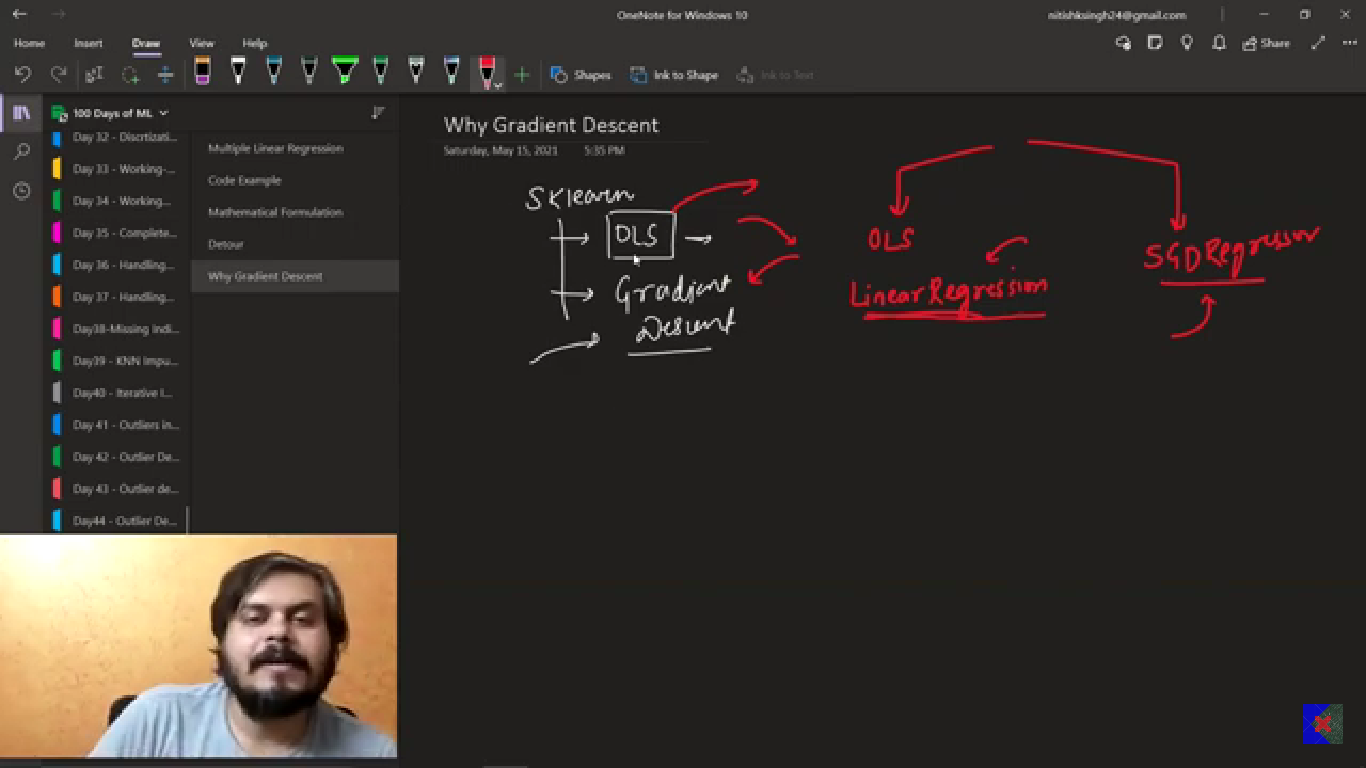 OneNote for Windows 10
nitishksingh24@gmail.com
Home Insert Draw View Help
Share
Shapes Ink to Shape Ink to Text
100 Days of ML
Day 32 - Discrtizati...
Day 33 - Working-...
Day 34 - Working...
Day 35 - Complete...
Day 36 - Handling...
Day 37 - Handling...
Day38-Missing Indi...
Day39 - KNN Impu...
Day40 - Iterative I...
Day 41 - Outliers in...
Day 42 - Outlier De...
Day 43 - Outlier de...
Day44 - Outlier De...
Multiple Linear Regression
Code Example
Mathematical Formulation
Detour
Why Gradient Descent
Why Gradient Descent
Saturday, May 15, 2021 5:35 PM
Sklearn
OLS
Gradient
Descent
OLS
LinearRegression
SGDRegressor